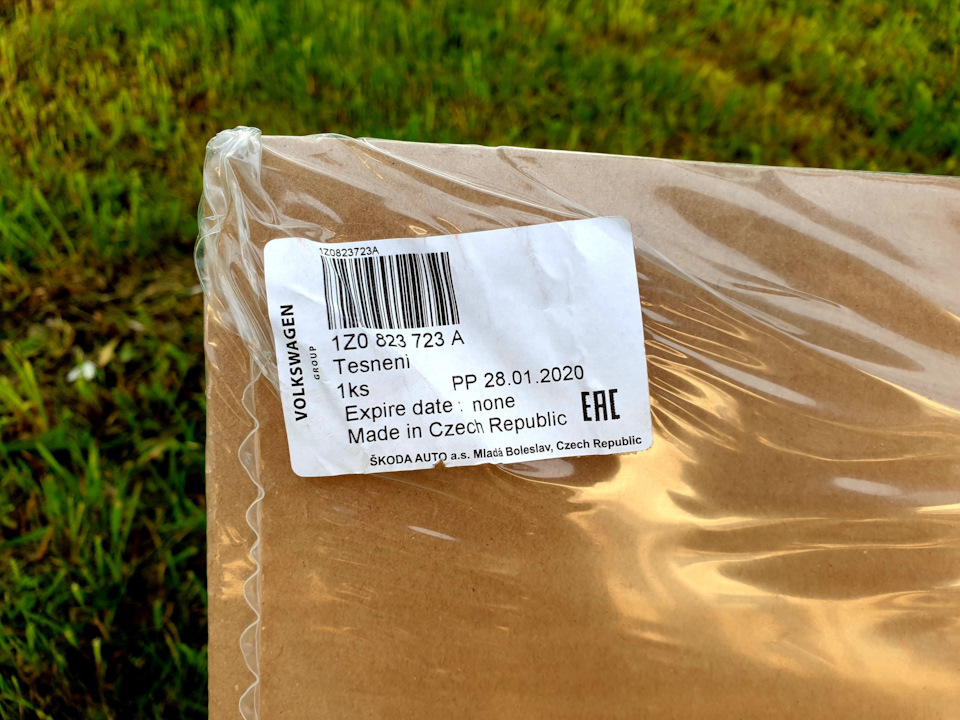 1Z0823723A
VOLKSWAGEN
GROUP
1Z0 823 723 A
Tesneni
1ks PP 28.01.2020
Expire date : none
EAC
Made in Czech Republic
ŠKODA AUTO a.s. Mladá Boleslav, Czech Republic